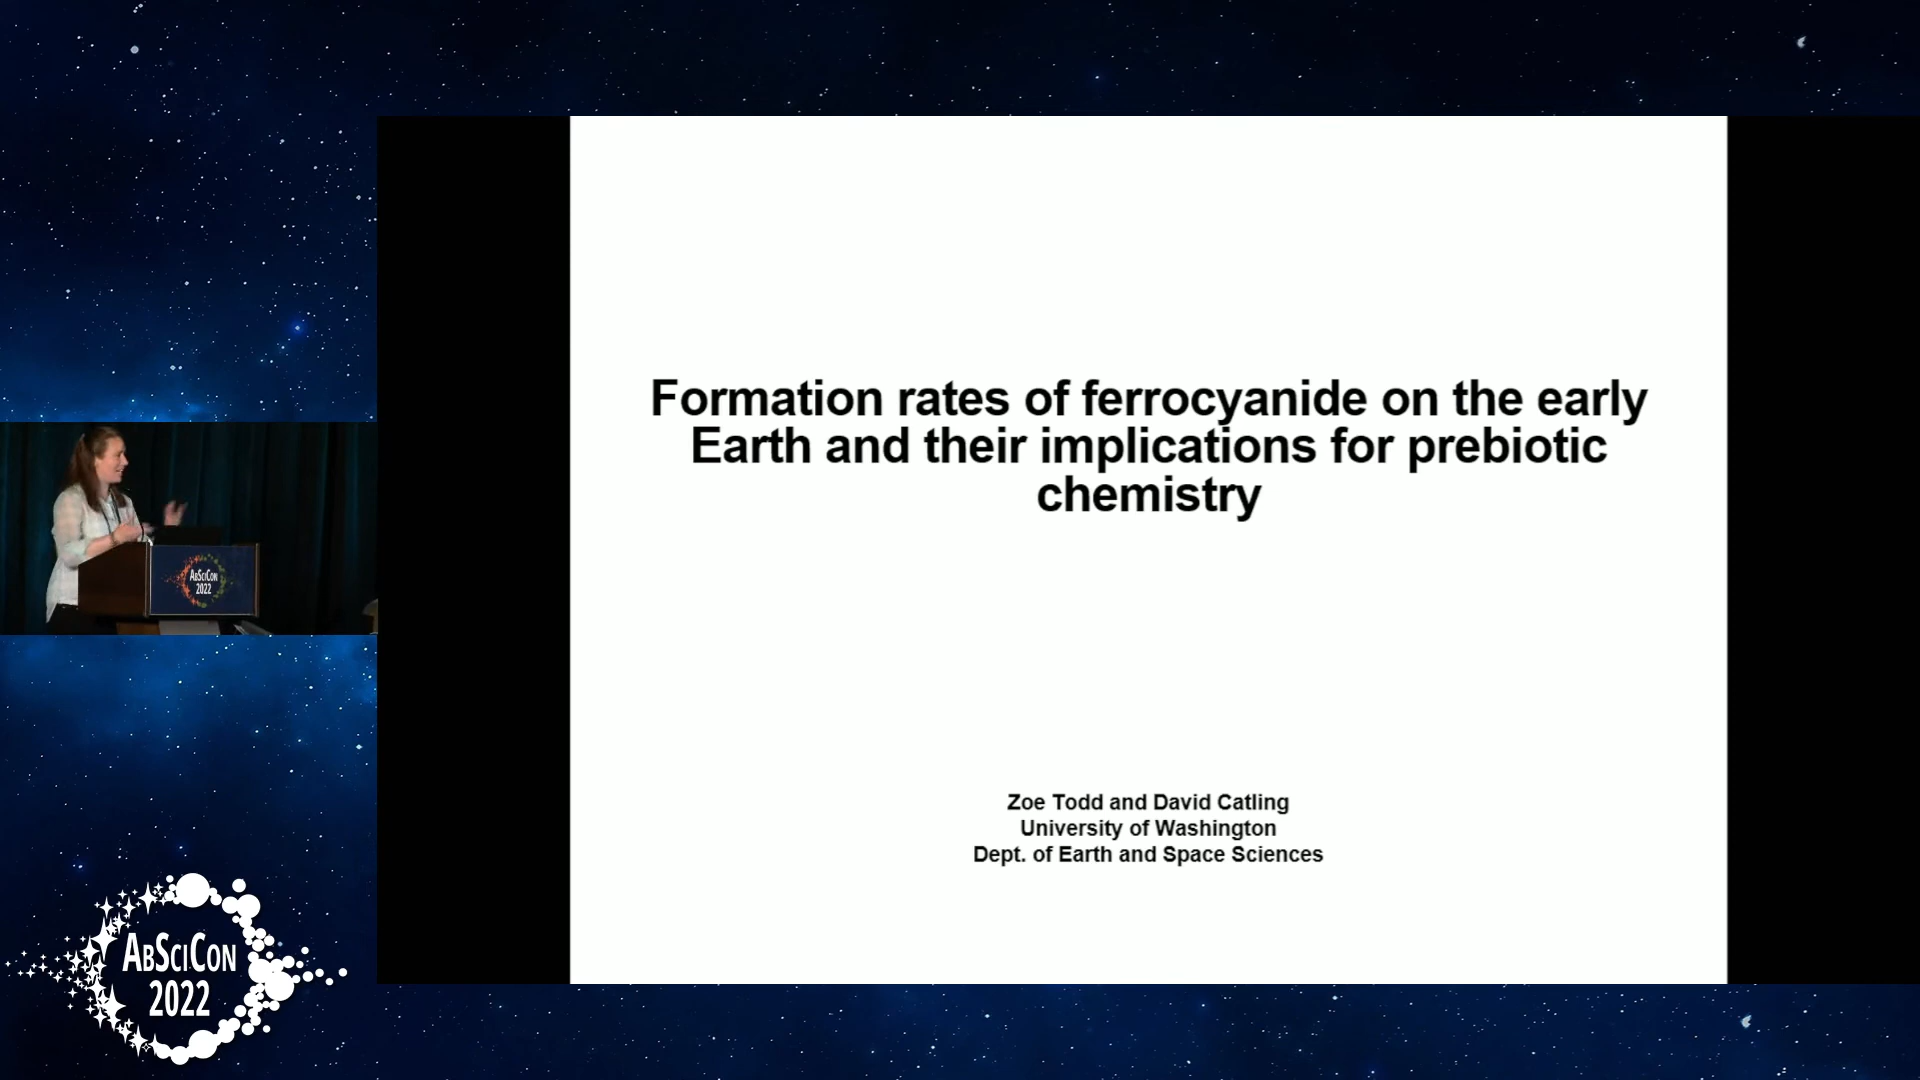 Formation rates of ferrocyanide on the early
Earth and their implications for prebiotic
chemistry
Zoe Todd and David Catling
University of Washington
Dept. of Earth and Space Sciences
ABSCICON
2022
ABSCICON
2022